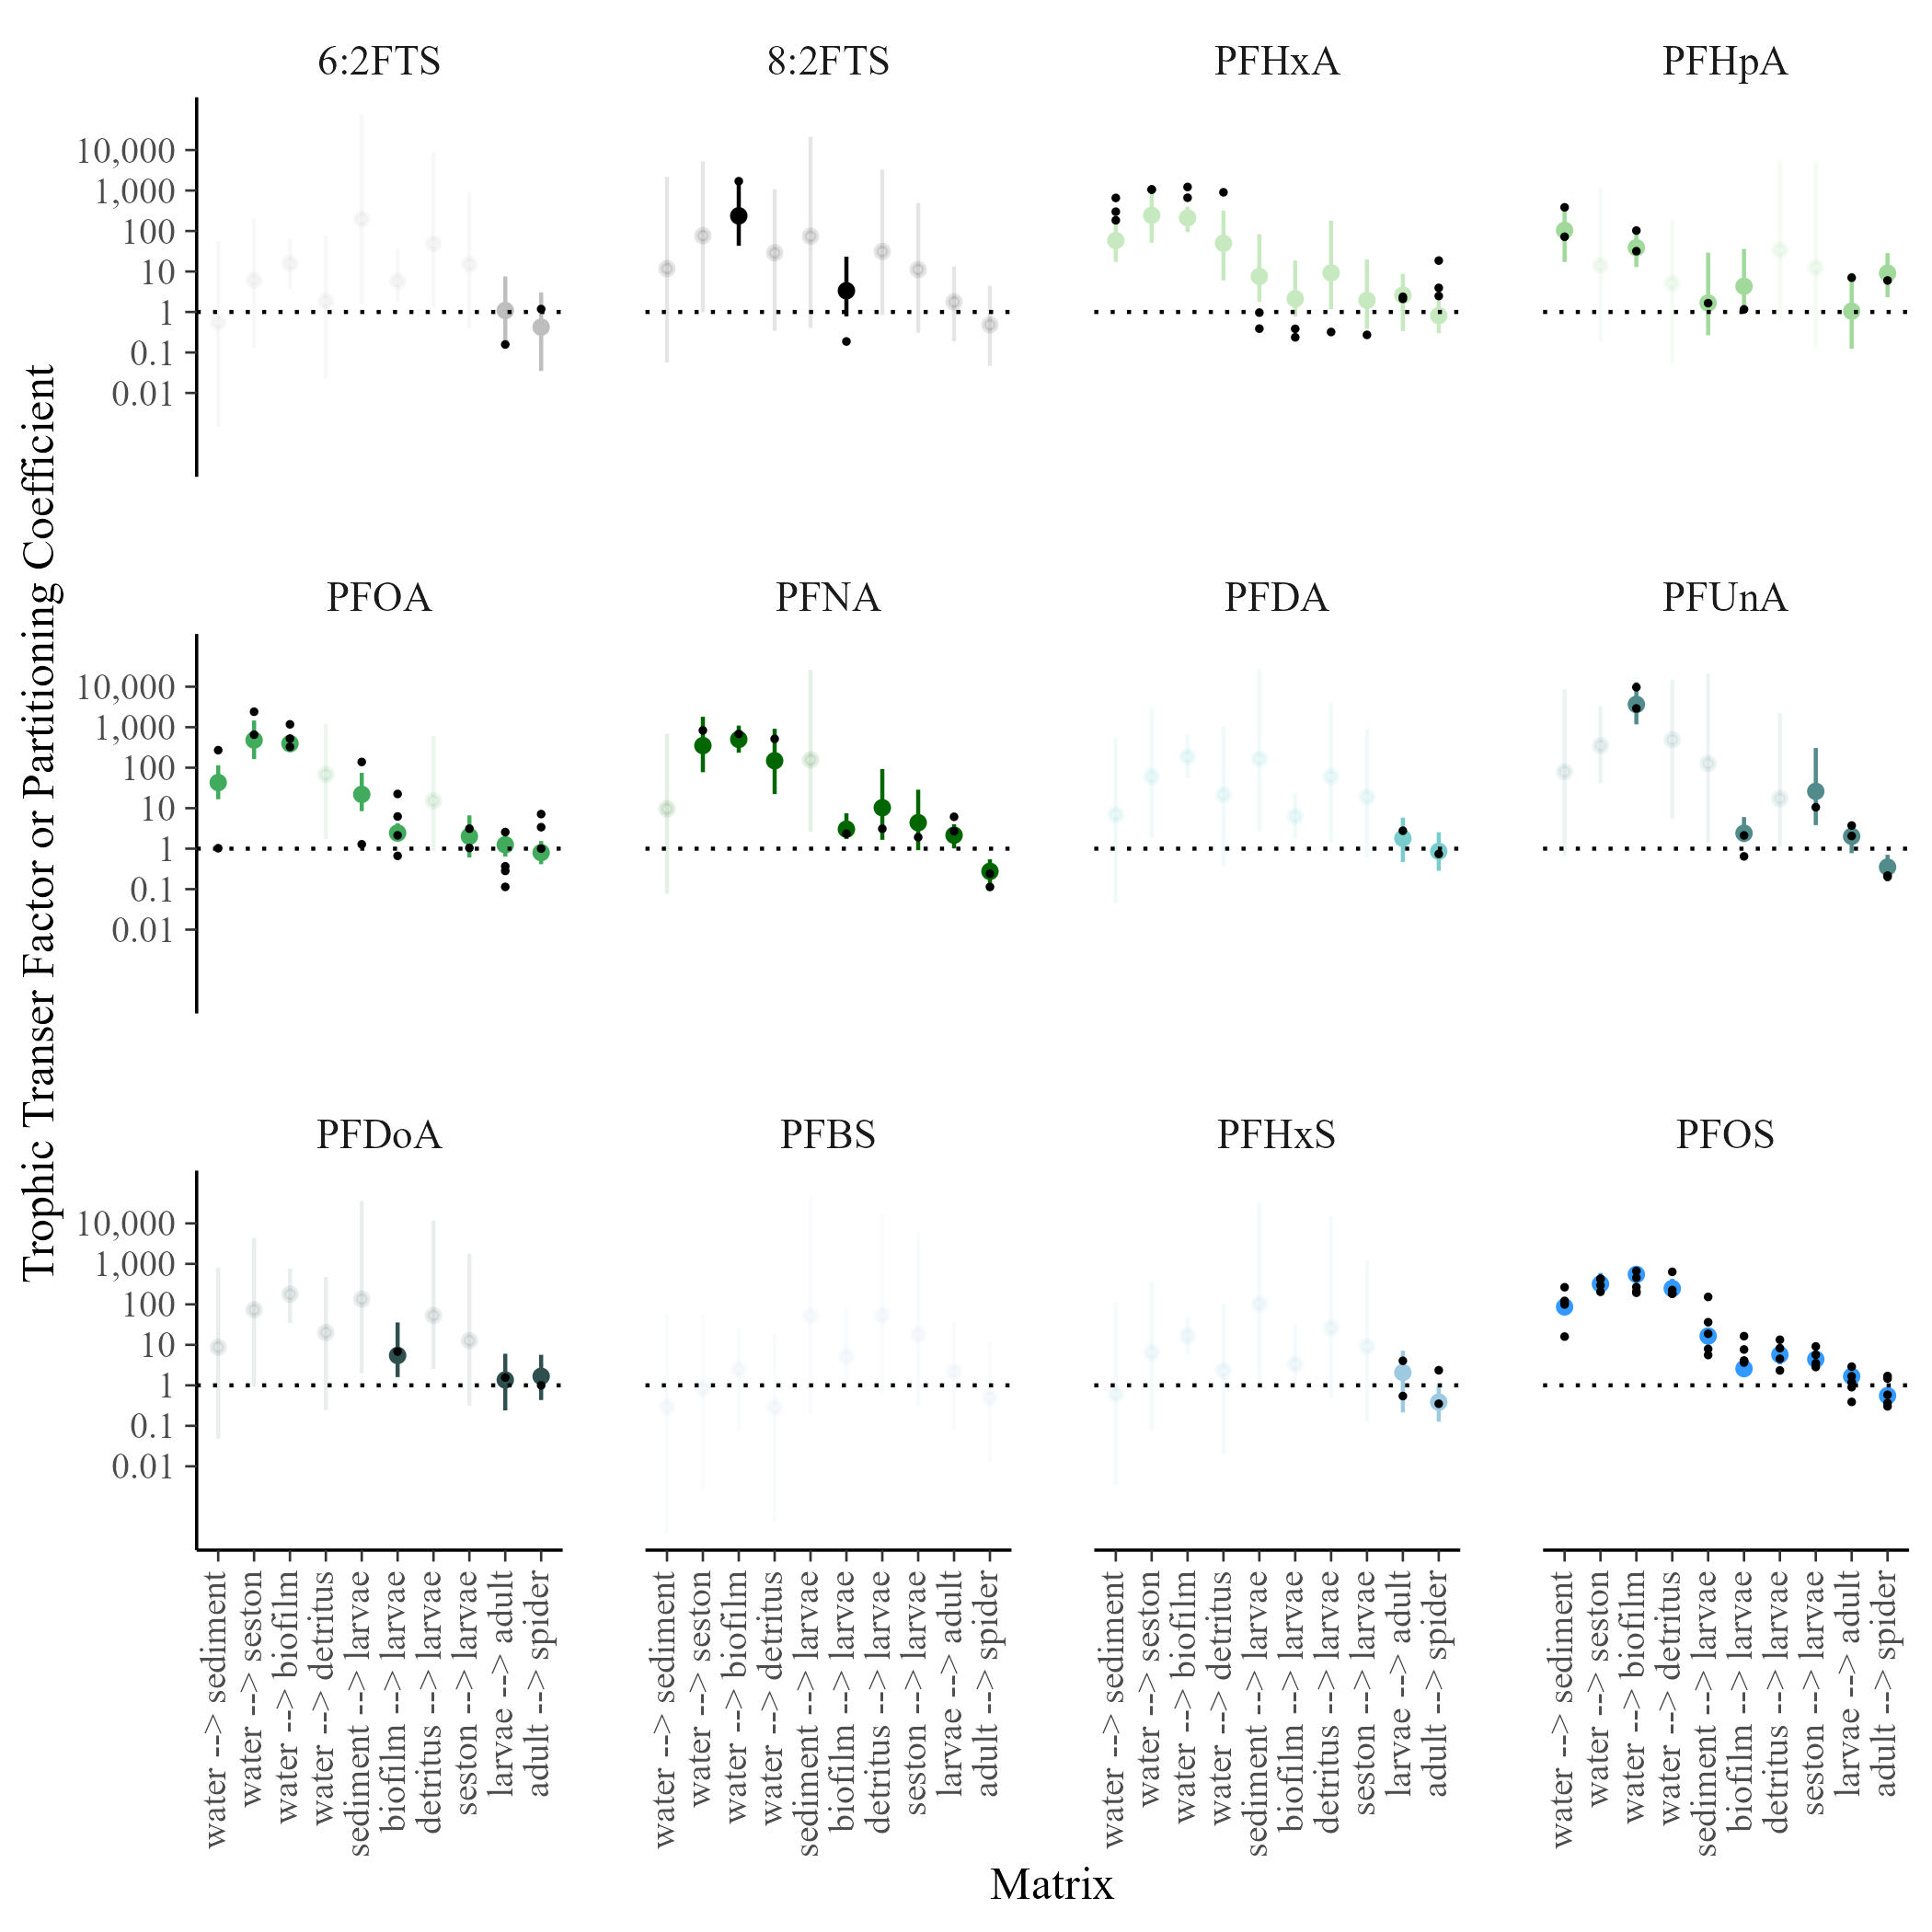 Trophic Transer Factor or Partitioning Coefficient
6:2FTS
8:2FTS
PFHxA
PFHpA
10,000
1,000
100
10
1
0.1
0.01
PFOA
PFNA
PFDA
PFUnA
10,000
1,000
100
10
1
0.1
0.01
PFDoA
PFBS
PFHxS
PFOS
10,000
1,000
100
10
1
0.1
0.01
water --> sediment
water --> seston
water --> biofilm
water --> detritus
sediment --> larvae
biofilm --> larvae
detritus --> larvae
seston --> larvae
larvae --> adult
adult --> spider
water --> sediment
water --> seston
water --> biofilm
water --> detritus
sediment --> larvae
biofilm --> larvae
detritus --> larvae
seston --> larvae
larvae --> adult
adult --> spider
water --> sediment
water --> seston
water --> biofilm
water --> detritus
sediment --> larvae
biofilm --> larvae
detritus --> larvae
seston --> larvae
larvae --> adult
adult --> spider
water --> sediment
water --> seston
water --> biofilm
water --> detritus
sediment --> larvae
biofilm --> larvae
detritus --> larvae
seston --> larvae
larvae --> adult
adult --> spider
Matrix